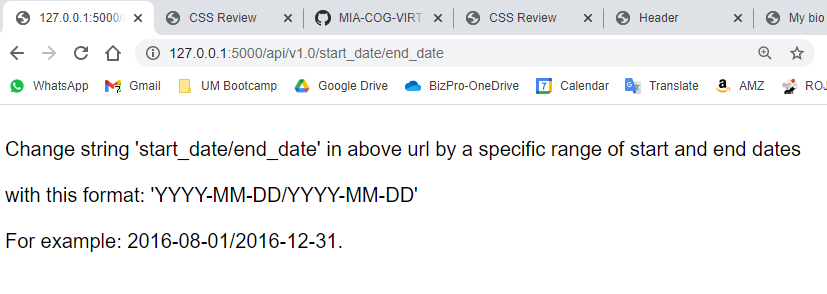 127.0.0.1:5000/
CSS Review
MIA-COG-VIRT
CSS Review
Header
My bio
127.0.0.1:5000/api/v1.0/start_date/end_date
WhatsApp
Gmail
UM Bootcamp
Google Drive
BizPro-OneDrive
7
Calendar
Translate
a
AMZ
ROJ
Change string 'start_date/end_date' in above url by a specific range of start and end dates
with this format: 'YYYY-MM-DD/YYYY-MM-DD'
For example: 2016-08-01/2016-12-31.